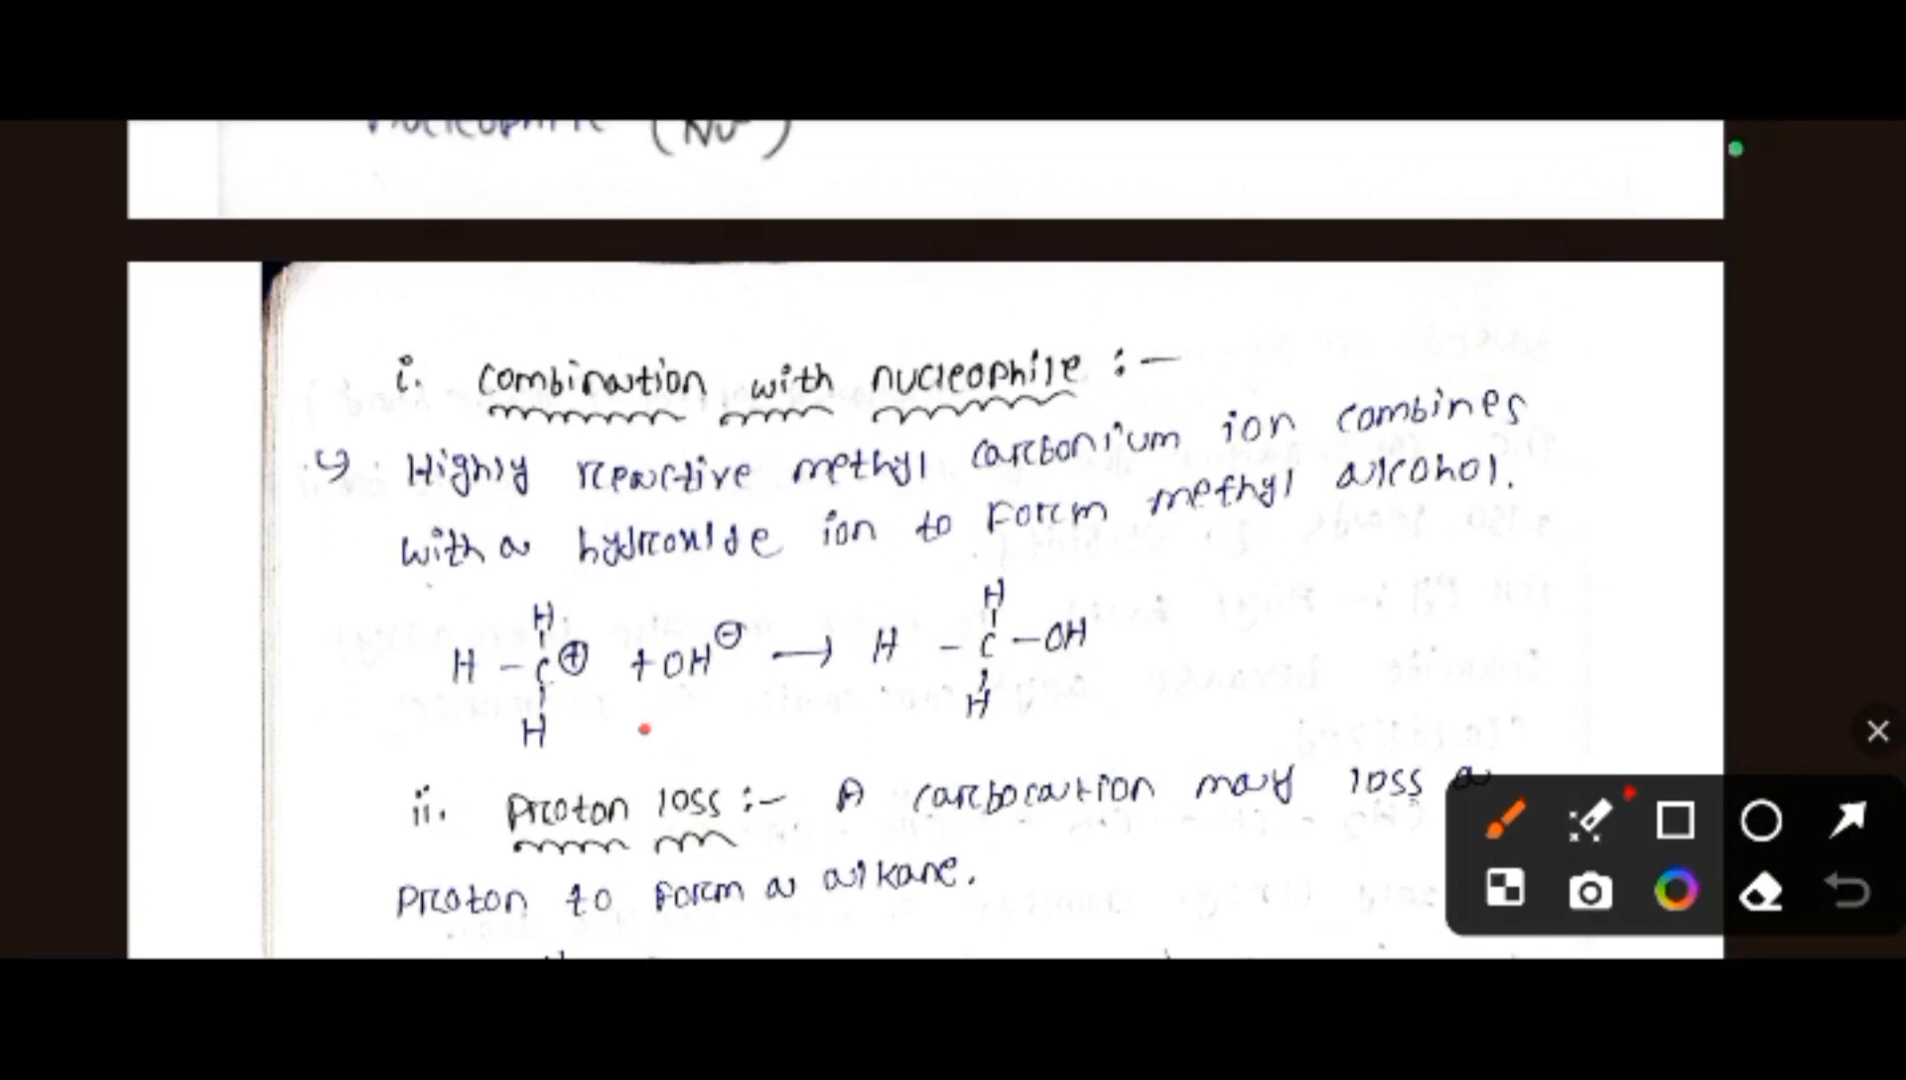 nucleophile (Nu⁻)
i. combination with nucleophile :-
↳ Highly reactive methyl carbonium ion combines
with a hydroxide ion to form methyl alcohol.
H H
H - C⊕ + OH⊖ → H - C - OH
H H
ii. Proton loss :- A carbocation may loss a
proton to form a alkane.